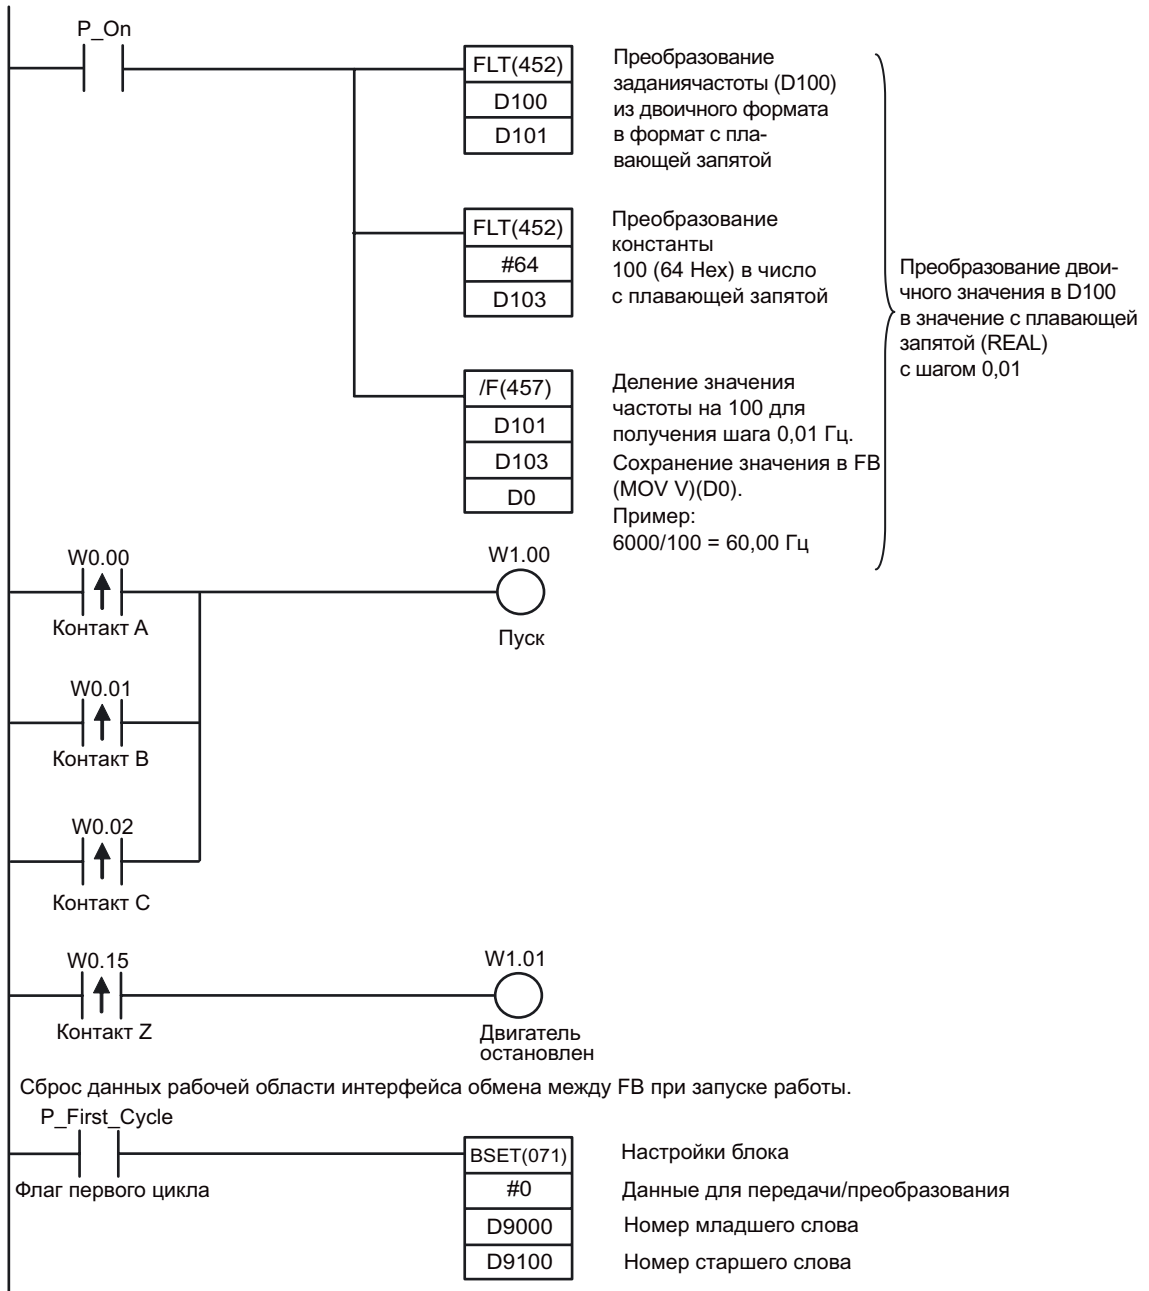 P_On
FLT(452)
D100
D101
Преобразование
заданиячастоты (D100)
из двоичного формата
в формат с пла-
вающей запятой
FLT(452)
#64
D103
Преобразование
константы
100 (64 Hex) в число
с плавающей запятой
Преобразование двои-
чного значения в D100
в значение с плавающей
запятой (REAL)
с шагом 0,01
/F(457)
D101
D103
D0
Деление значения
частоты на 100 для
получения шага 0,01 Гц.
Сохранение значения в FB
(MOV V)(D0).
Пример:
6000/100 = 60,00 Гц
W0.00
Контакт A
W1.00
Пуск
W0.01
Контакт B
W0.02
Контакт C
W0.15
Контакт Z
W1.01
Двигатель
остановлен
Сброс данных рабочей области интерфейса обмена между FB при запуске работы.
P_First_Cycle
Флаг первого цикла
BSET(071)
Настройки блока
#0
Данные для передачи/преобразования
D9000
Номер младшего слова
D9100
Номер старшего слова